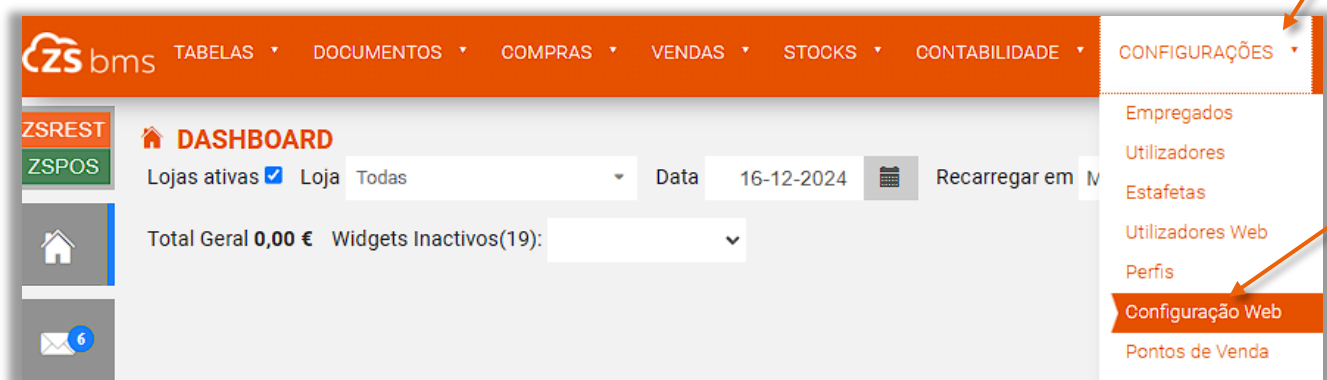 ZS bms TABELAS DOCUMENTOS COMPRAS VENDAS STOCKS CONTABILIDADE CONFIGURAÇÕES
ZSREST
ZSPOS
DASHBOARD
Lojas ativas Loja Todas Data 16-12-2024 Recarregar em M
Total Geral 0,00 € Widgets Inactivos(19):
6
Empregados
Utilizadores
Estafetas
Utilizadores Web
Perfis
Configuração Web
Pontos de Venda